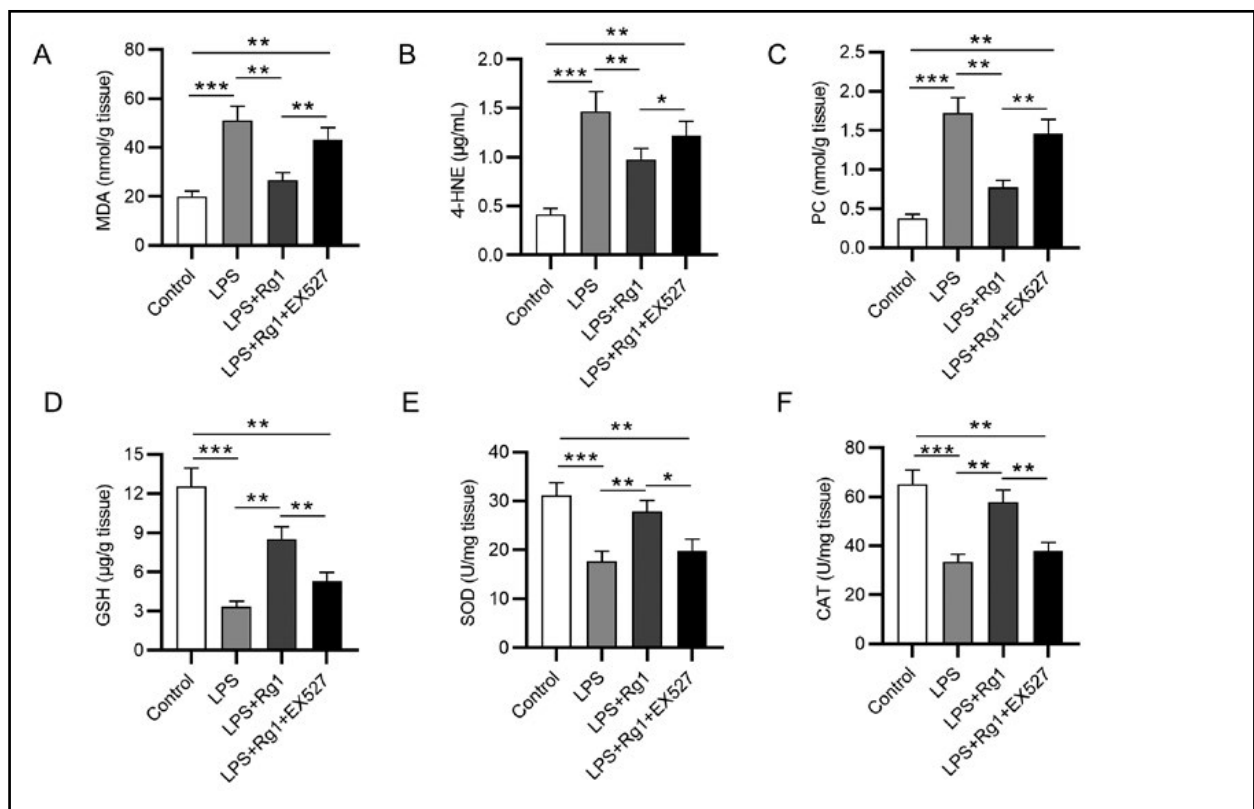 A
MDA (nmol/g tissue)
80
60
40
20
0
**
***
**
**
Control
LPS
LPS+Rg1
LPS+Rg1+EX527
B
4-HNE (μg/mL)
2.0
1.5
1.0
0.5
0.0
**
***
**
*
Control
LPS
LPS+Rg1
LPS+Rg1+EX527
C
PC (nmol/g tissue)
2.5
2.0
1.5
1.0
0.5
0.0
**
***
**
**
Control
LPS
LPS+Rg1
LPS+Rg1+EX527
D
GSH (μg/g tissue)
15
12
9
6
3
0
**
***
**
**
Control
LPS
LPS+Rg1
LPS+Rg1+EX527
E
SOD (U/mg tissue)
40
30
20
10
0
**
***
**
*
Control
LPS
LPS+Rg1
LPS+Rg1+EX527
F
CAT (U/mg tissue)
80
60
40
20
0
**
***
**
**
Control
LPS
LPS+Rg1
LPS+Rg1+EX527